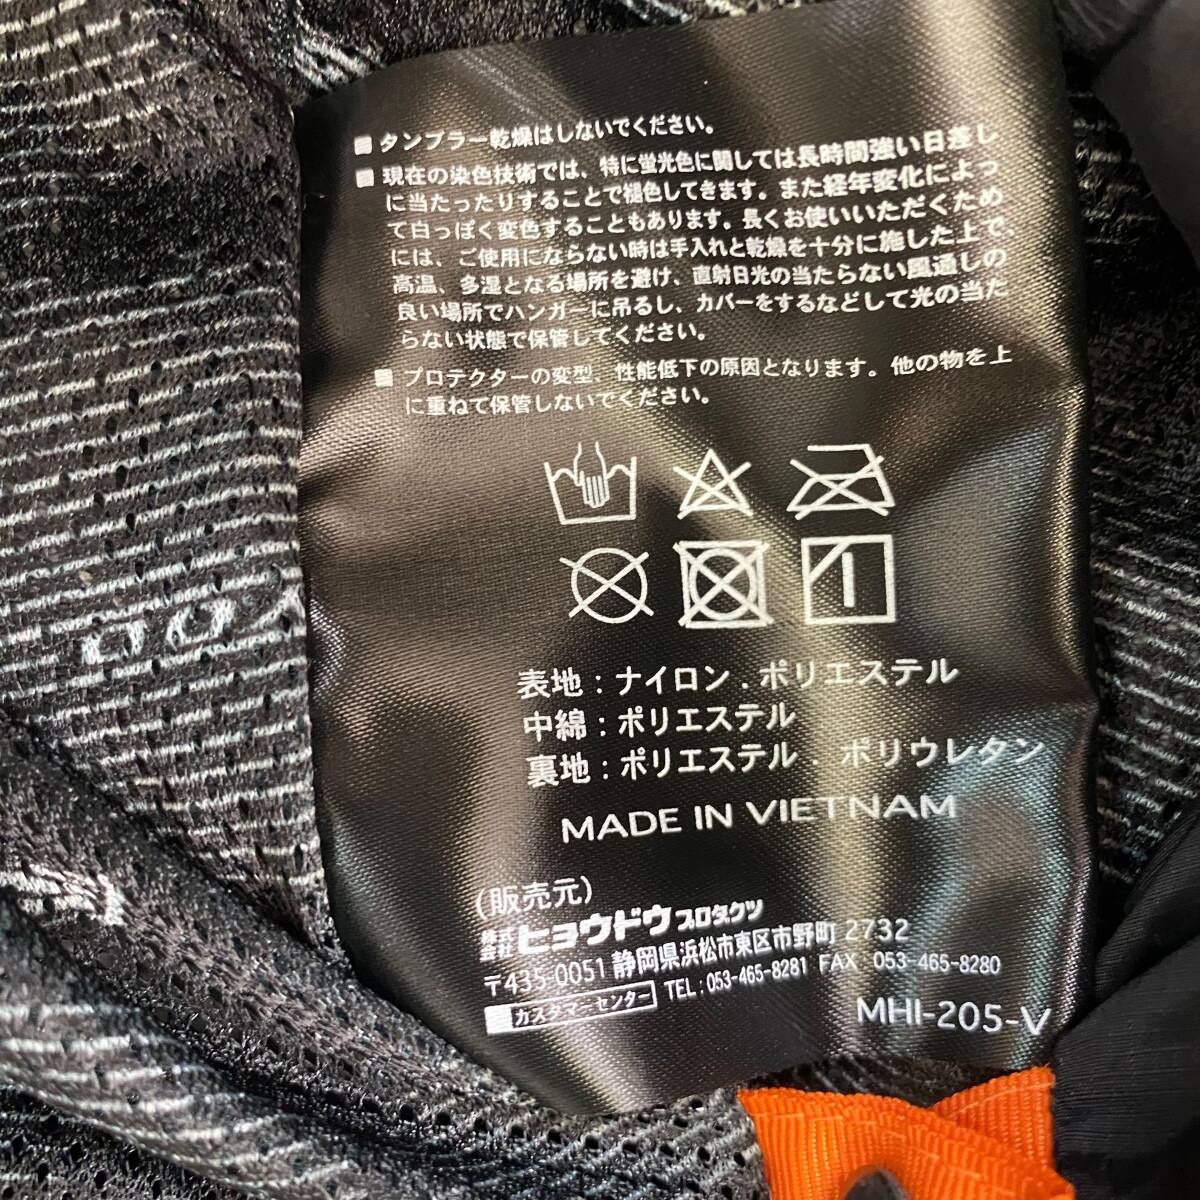 ■ タンブラー乾燥はしないでください。
■ 現在の染色技術では、特に蛍光色に関しては長時間強い日差し
に当たったりすることで褪色してきます。また経年変化によっ
て白っぽく変色することもあります。長くお使いいただくため
には、ご使用にならない時は手入れと乾燥を十分に施した上で、
高温、多湿となる場所を避け、直射日光の当たらない風通しの
良い場所でハンガーに吊るし、カバーをするなどして光の当た
らない状態で保管してください。
■ プロテクターの変型、性能低下の原因となります。他の物を上
に重ねて保管しないでください。
表地：ナイロン．ポリエステル
中綿：ポリエステル
裏地：ポリエステル．ポリウレタン
MADE IN VIETNAM
(販売元)
株式会社 ヒョウドウプロダクツ
〒435-0051 静岡県浜松市東区市野町 2732
カスタマーセンター TEL：053-465-8281 FAX 053-465-8280
MHI-205-V